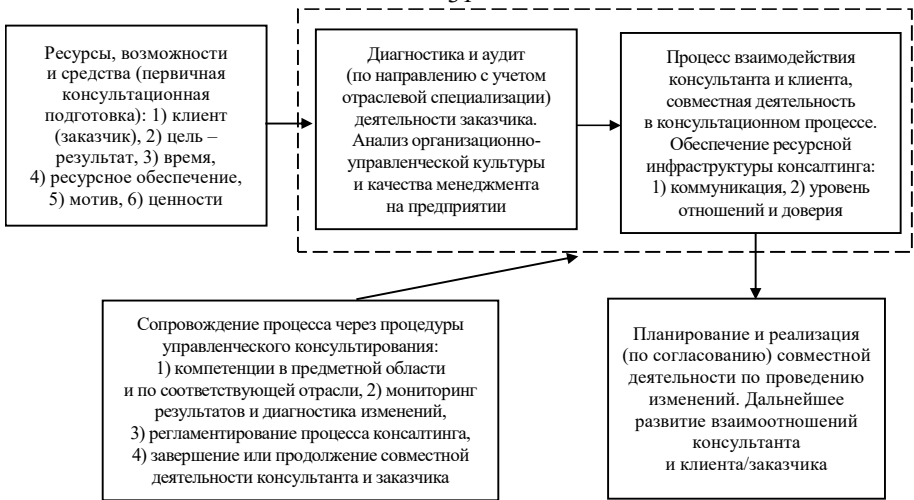 Ресурсы, возможности
и средства (первичная
консультационная
подготовка): 1) клиент
(заказчик), 2) цель –
результат, 3) время,
4) ресурсное обеспечение,
5) мотив, 6) ценности
Диагностика и аудит
(по направлению с учетом
отраслевой специализации)
деятельности заказчика.
Анализ организационно-
управленческой культуры
и качества менеджмента
на предприятии
Процесс взаимодействия
консультанта и клиента,
совместная деятельность
в консультационном процессе.
Обеспечение ресурсной
инфраструктуры консалтинга:
1) коммуникация, 2) уровень
отношений и доверия
Сопровождение процесса через процедуры
управленческого консультирования:
1) компетенции в предметной области
и по соответствующей отрасли, 2) мониторинг
результатов и диагностика изменений,
3) регламентирование процесса консалтинга,
4) завершение или продолжение совместной
деятельности консультанта и заказчика
Планирование и реализация
(по согласованию) совместной
деятельности по проведению
изменений. Дальнейшее
развитие взаимоотношений
консультанта
и клиента/заказчика